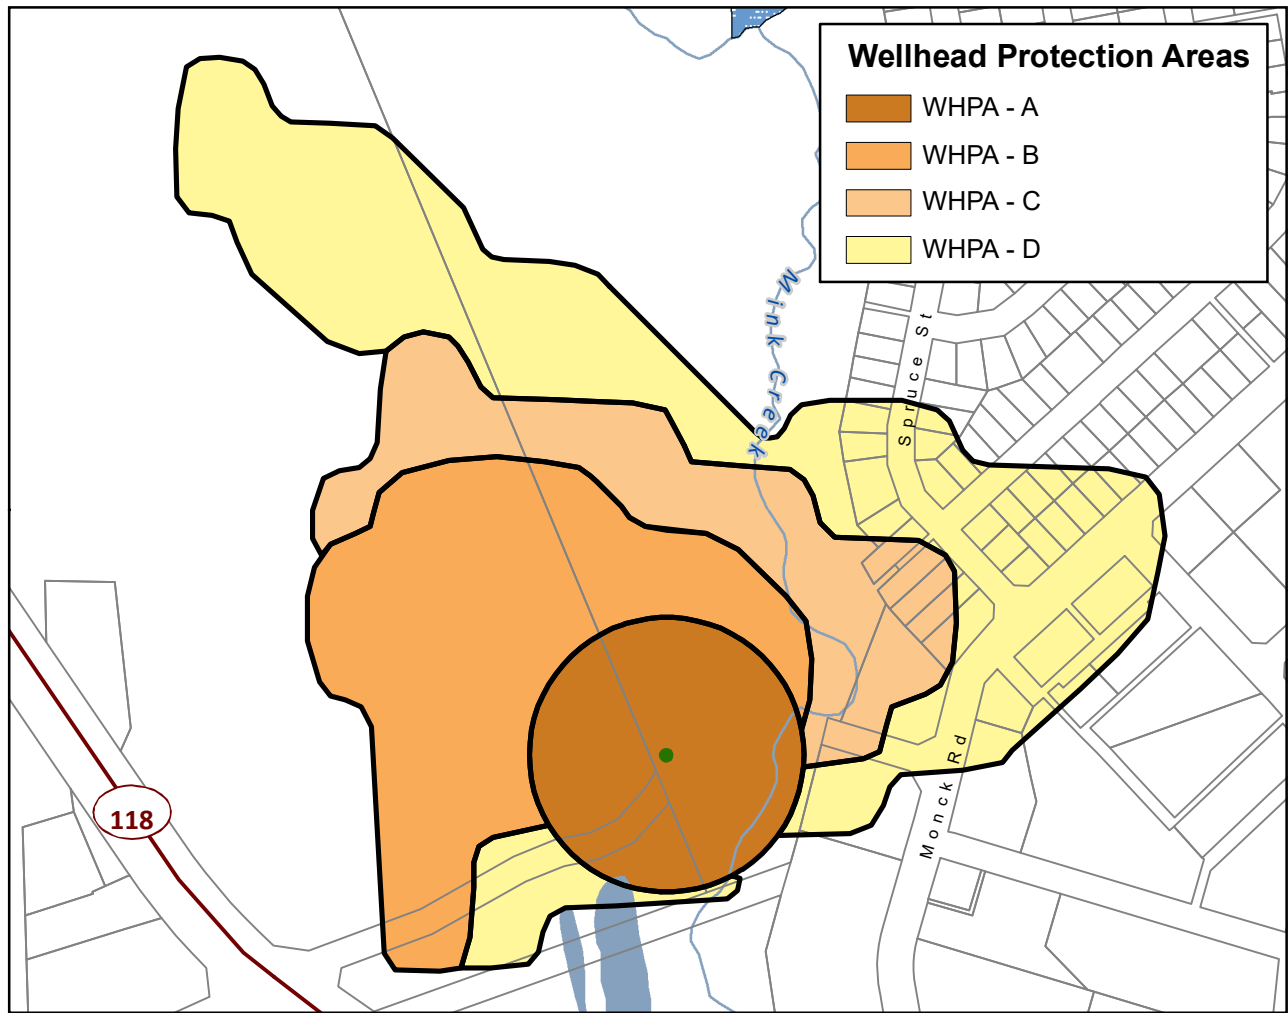 Wellhead Protection Areas
WHPA - A
WHPA - B
WHPA - C
WHPA - D
Mink Creek
Spruce St
Monck Rd
118